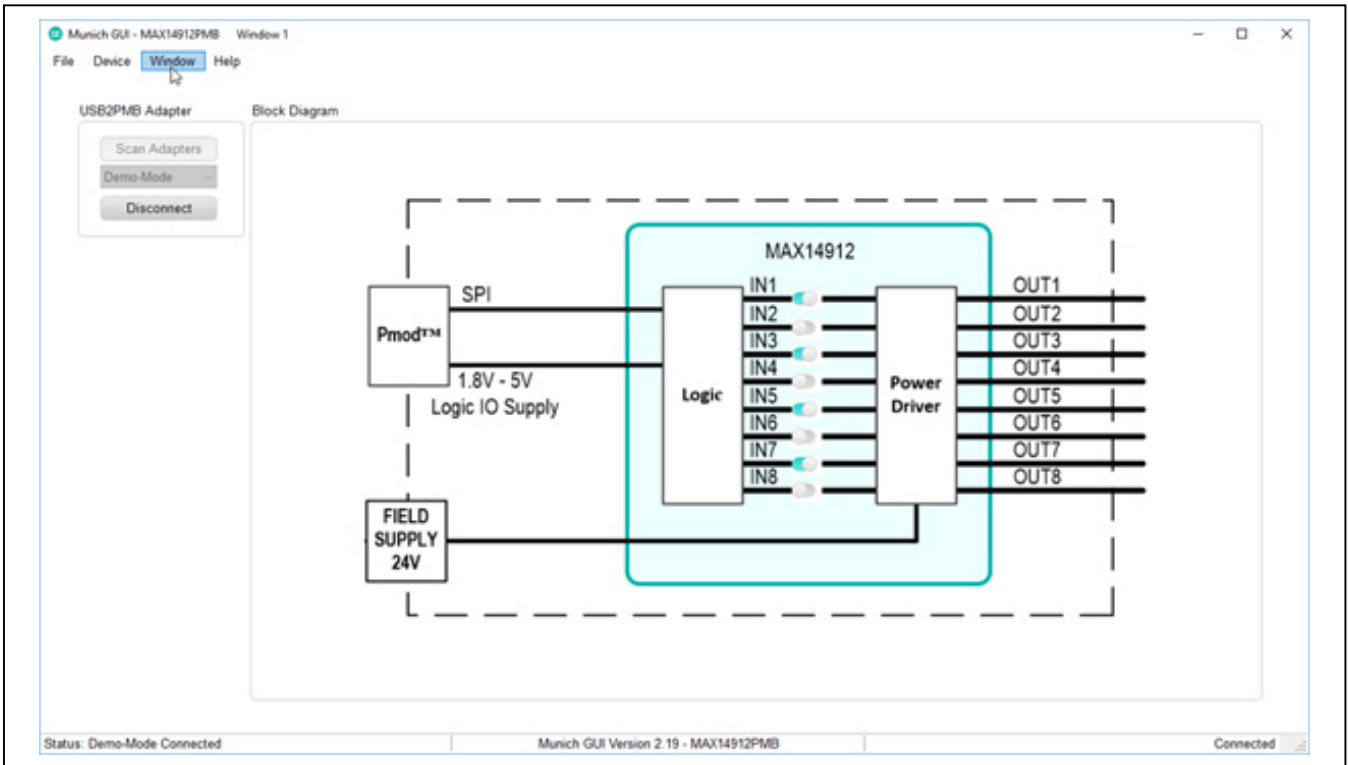 Munich GUI - MAX14912PMB Window 1
File Device Window Help
USB2PMB Adapter
Block Diagram
Scan Adapters
Demo-Mode
Disconnect
MAX14912
Pmod™
SPI
1.8V - 5V
Logic IO Supply
Logic
IN1
IN2
IN3
IN4
IN5
IN6
IN7
IN8
Power
Driver
OUT1
OUT2
OUT3
OUT4
OUT5
OUT6
OUT7
OUT8
FIELD
SUPPLY
24V
Status: Demo-Mode Connected
Munich GUI Version 2.19 - MAX14912PMB
Connected